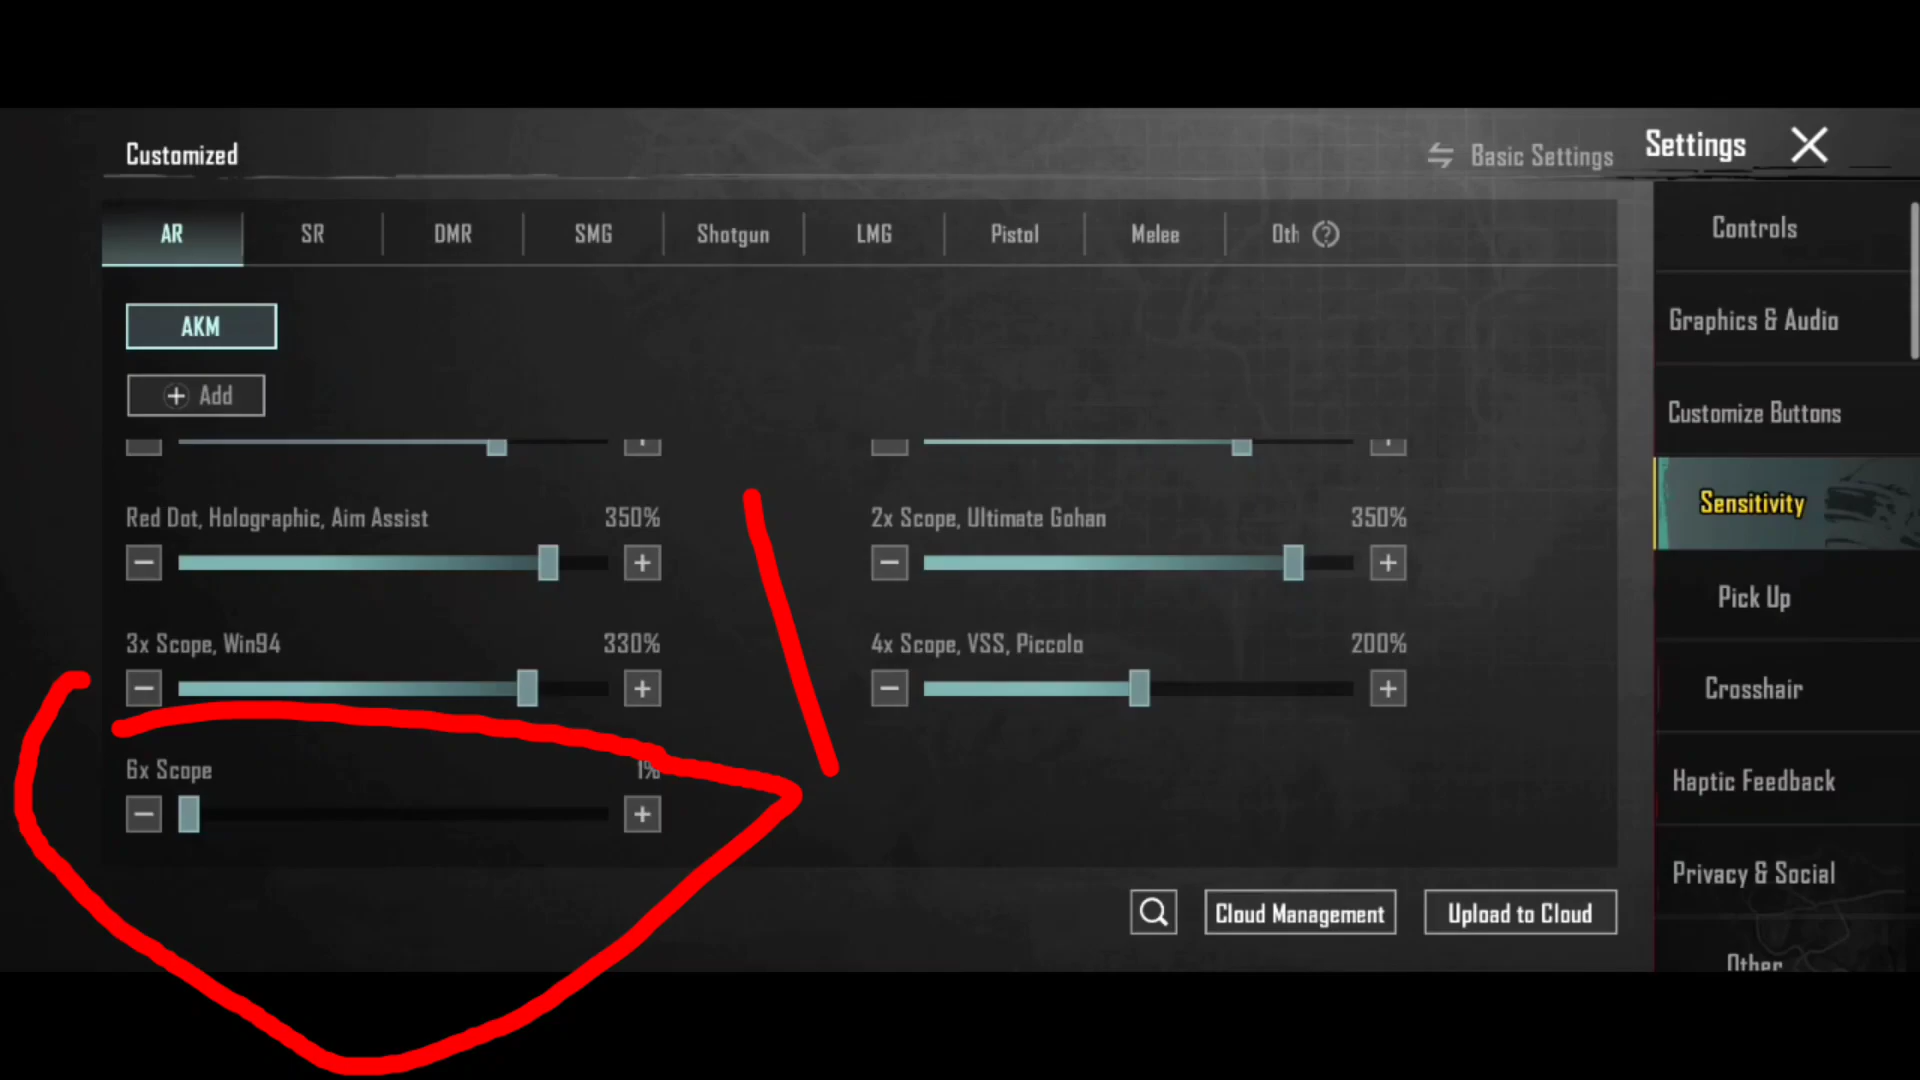 Customized
Basic Settings
Settings
AR SR DMR SMG Shotgun LMG Pistol Melee Oth ?
AKM
+ Add
Red Dot, Holographic, Aim Assist 350%
2x Scope, Ultimate Gohan 350%
3x Scope, Win94 330%
4x Scope, VSS, Piccolo 200%
6x Scope 1%
Cloud Management
Upload to Cloud
Controls
Graphics & Audio
Customize Buttons
Sensitivity
Pick Up
Crosshair
Haptic Feedback
Privacy & Social
Other